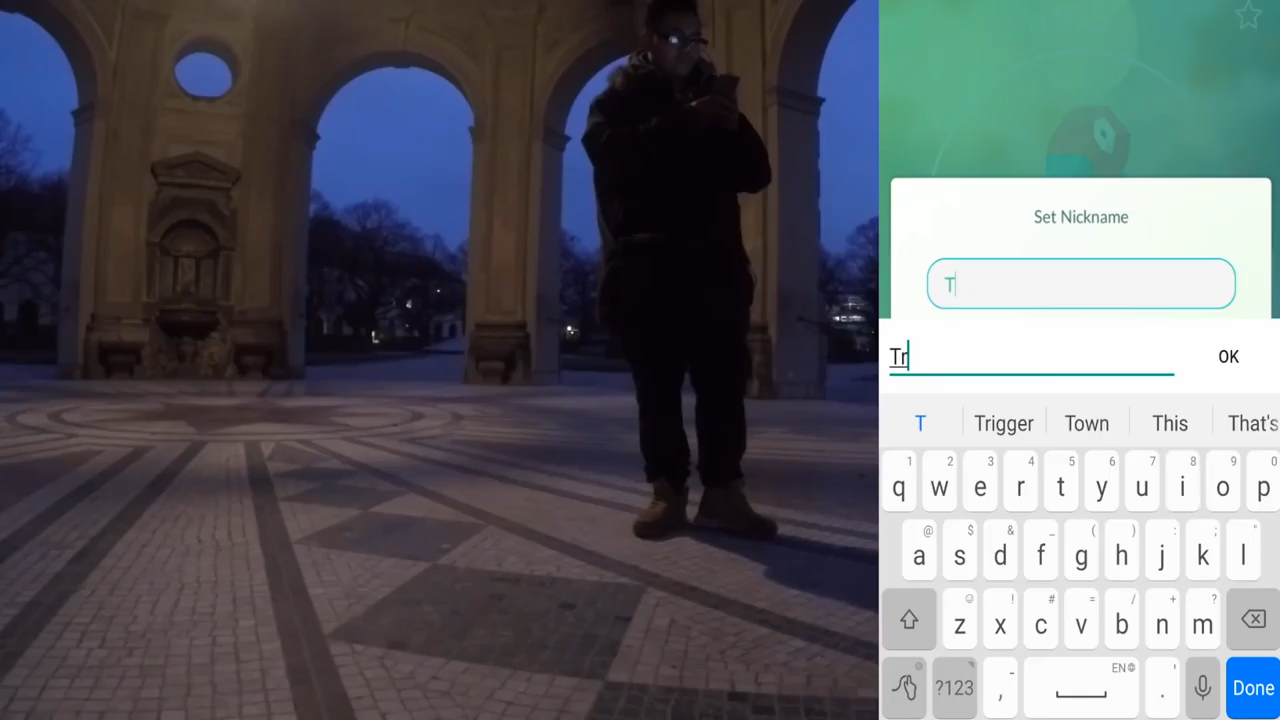 Set Nickname
T
Tr
OK
T Trigger Town This That's
1 2 3 4 5 6 7 8 9 0
q w e r t y u i o p
@ $ & _ ( ) : ; "
a s d f g h j k l
! # = / + ?
z x c v b n m
?123 , - EN . ' Done